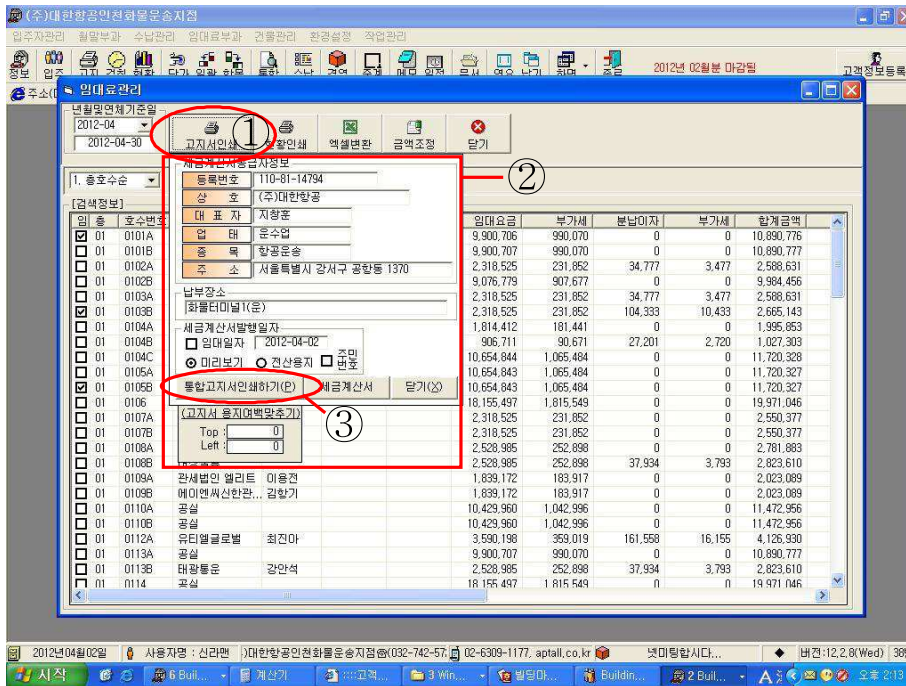 (주)대한항공인천화물운송지점
입주자관리 월말부과 수납관리 임대료부과 건물관리 환경설정 작업관리
정보 입주
2012년 02월분 마감됨
고객정보등록
임대료관리
년월및연체기준일
2012-04
2012-04-30
고지서인쇄 현황인쇄 엑셀변환 금액조정 닫기
①
②
세금계산서공급자정보
등록번호 110-81-14794
상 호 (주)대한항공
대 표 자 지창훈
업 태 운수업
종 목 항공운송
주 소 서울특별시 강서구 공항동 1370
납부장소
화물터미널1(운)
세금계산서발행일자
임대일자 2012-04-02
미리보기 전산용지 주민번호
통합고지서인쇄하기(P) 세금계산서 닫기(X)
③
(고지서 용지여백맞추기)
Top : 0
Left : 0
1. 층호수순
[검색정보]
임 층 호수번호 임대요금 부가세 분납이자 부가세 합계금액
01 0101A 9,900,706 990,070 0 0 10,890,776
01 0101B 9,900,707 990,070 0 0 10,890,777
01 0102A 2,318,525 231,852 34,777 3,477 2,588,631
01 0102B 9,076,779 907,677 0 0 9,984,456
01 0103A 2,318,525 231,852 34,777 3,477 2,588,631
01 0103B 2,318,525 231,852 104,333 10,433 2,665,143
01 0104A 1,814,412 181,441 0 0 1,995,853
01 0104B 906,711 90,671 27,201 2,720 1,027,303
01 0104C 10,654,844 1,065,484 0 0 11,720,328
01 0105A 10,654,843 1,065,484 0 0 11,720,327
01 0105B 10,654,843 1,065,484 0 0 11,720,327
01 0106 18,155,497 1,815,549 0 0 19,971,046
01 0107A 2,318,525 231,852 0 0 2,550,377
01 0107B 2,318,525 231,852 0 0 2,550,377
01 0108A 2,528,985 252,898 0 0 2,781,883
01 0108B 2,528,985 252,898 37,934 3,793 2,823,610
01 0109A 관세법인 엘리트 이용전 1,839,172 183,917 0 0 2,023,089
01 0109B 에이엔씨신한관... 김항기 1,839,172 183,917 0 0 2,023,089
01 0110A 공실 10,429,960 1,042,996 0 0 11,472,956
01 0110B 공실 10,429,960 1,042,996 0 0 11,472,956
01 0112A 유티엘글로벌 최진아 3,590,198 359,019 161,558 16,155 4,126,930
01 0113A 공실 9,900,707 990,070 0 0 10,890,777
01 0113B 태광통운 강안석 2,528,985 252,898 37,934 3,793 2,823,610
01 0114 공실 18,155,497 1,815,549 0 0 19,971,046
2012년04월02일 사용자명 : 신라맨 )대한항공인천화물운송지점☎(032-742-57; 02-6309-1177, aptall,co,kr 넷미팅합시다... 버전:12,2,8(Wed) 38
시작 6 Buil... 계산기 ::::고객... 3 Win... 빌딩마... Buildin... 2 Buil... A 오후 2:13